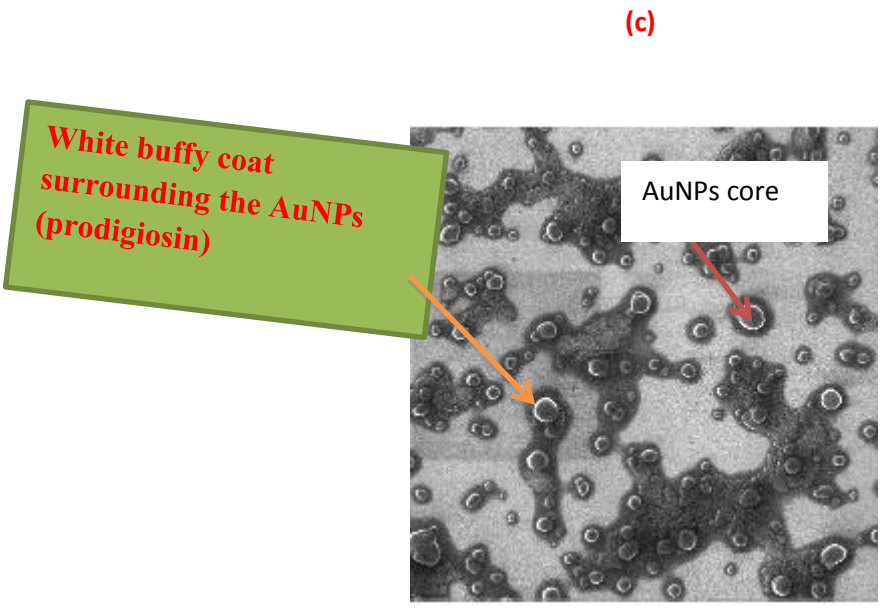 (c)
White buffy coat
surrounding the AuNPs
(prodigiosin)
AuNPs core